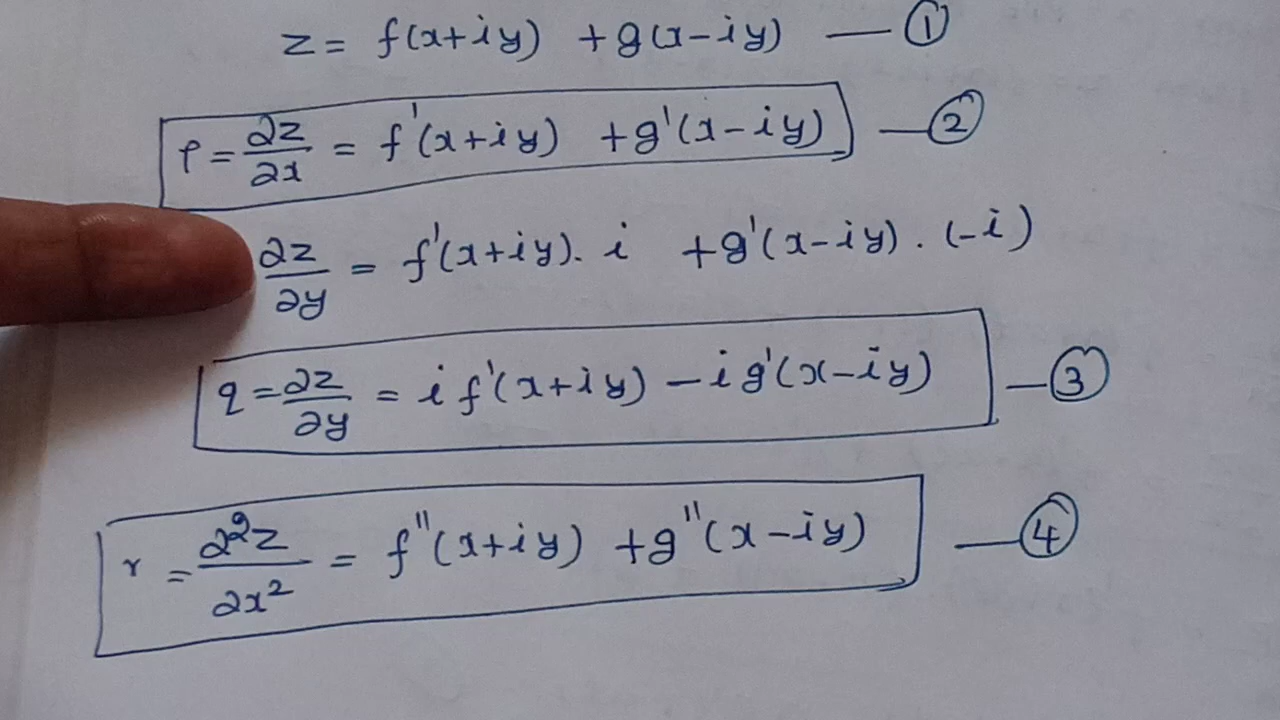 z = f(x+iy) + g(x-iy) — ①
p = ∂z/∂x = f'(x+iy) + g'(x-iy) — ②
∂z/∂y = f'(x+iy). i + g'(x-iy). (-i)
q = ∂z/∂y = i f'(x+iy) - i g'(x-iy) — ③
r = ∂²z/∂x² = f''(x+iy) + g''(x-iy) — ④